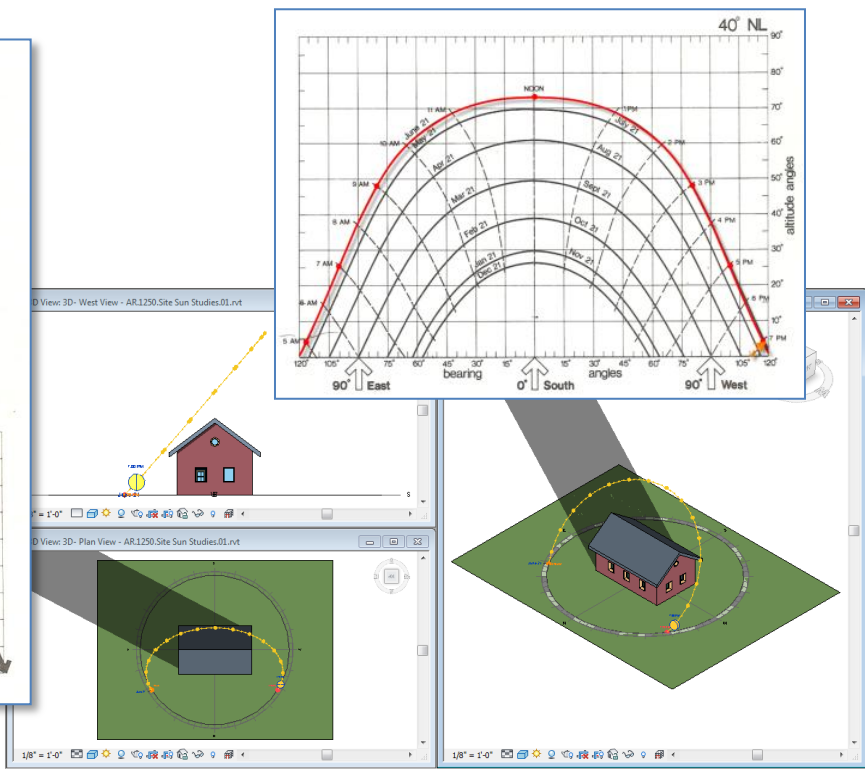 40° NL
90°
80°
70°
60°
50°
40°
30°
20°
10°
altitude angles
NOON
11 AM
1 PM
10 AM
2 PM
9 AM
3 PM
8 AM
4 PM
7 AM
5 PM
6 AM
6 PM
5 AM
7 PM
June 21
May 21
July 21
Apr 21
Aug 21
Mar 21
Sept 21
Feb 21
Oct 21
Jan 21
Nov 21
Dec 21
120° 105° 75° 60° 45° 30° 15° 15° 30° 45° 60° 75° 105° 120°
bearing angles
90° East 0° South 90° West
D View: 3D- West View - AR.1250.Site Sun Studies.01.rvt
S
" = 1'-0"
D View: 3D- Plan View - AR.1250.Site Sun Studies.01.rvt
1/8" = 1'-0"
1/8" = 1'-0"